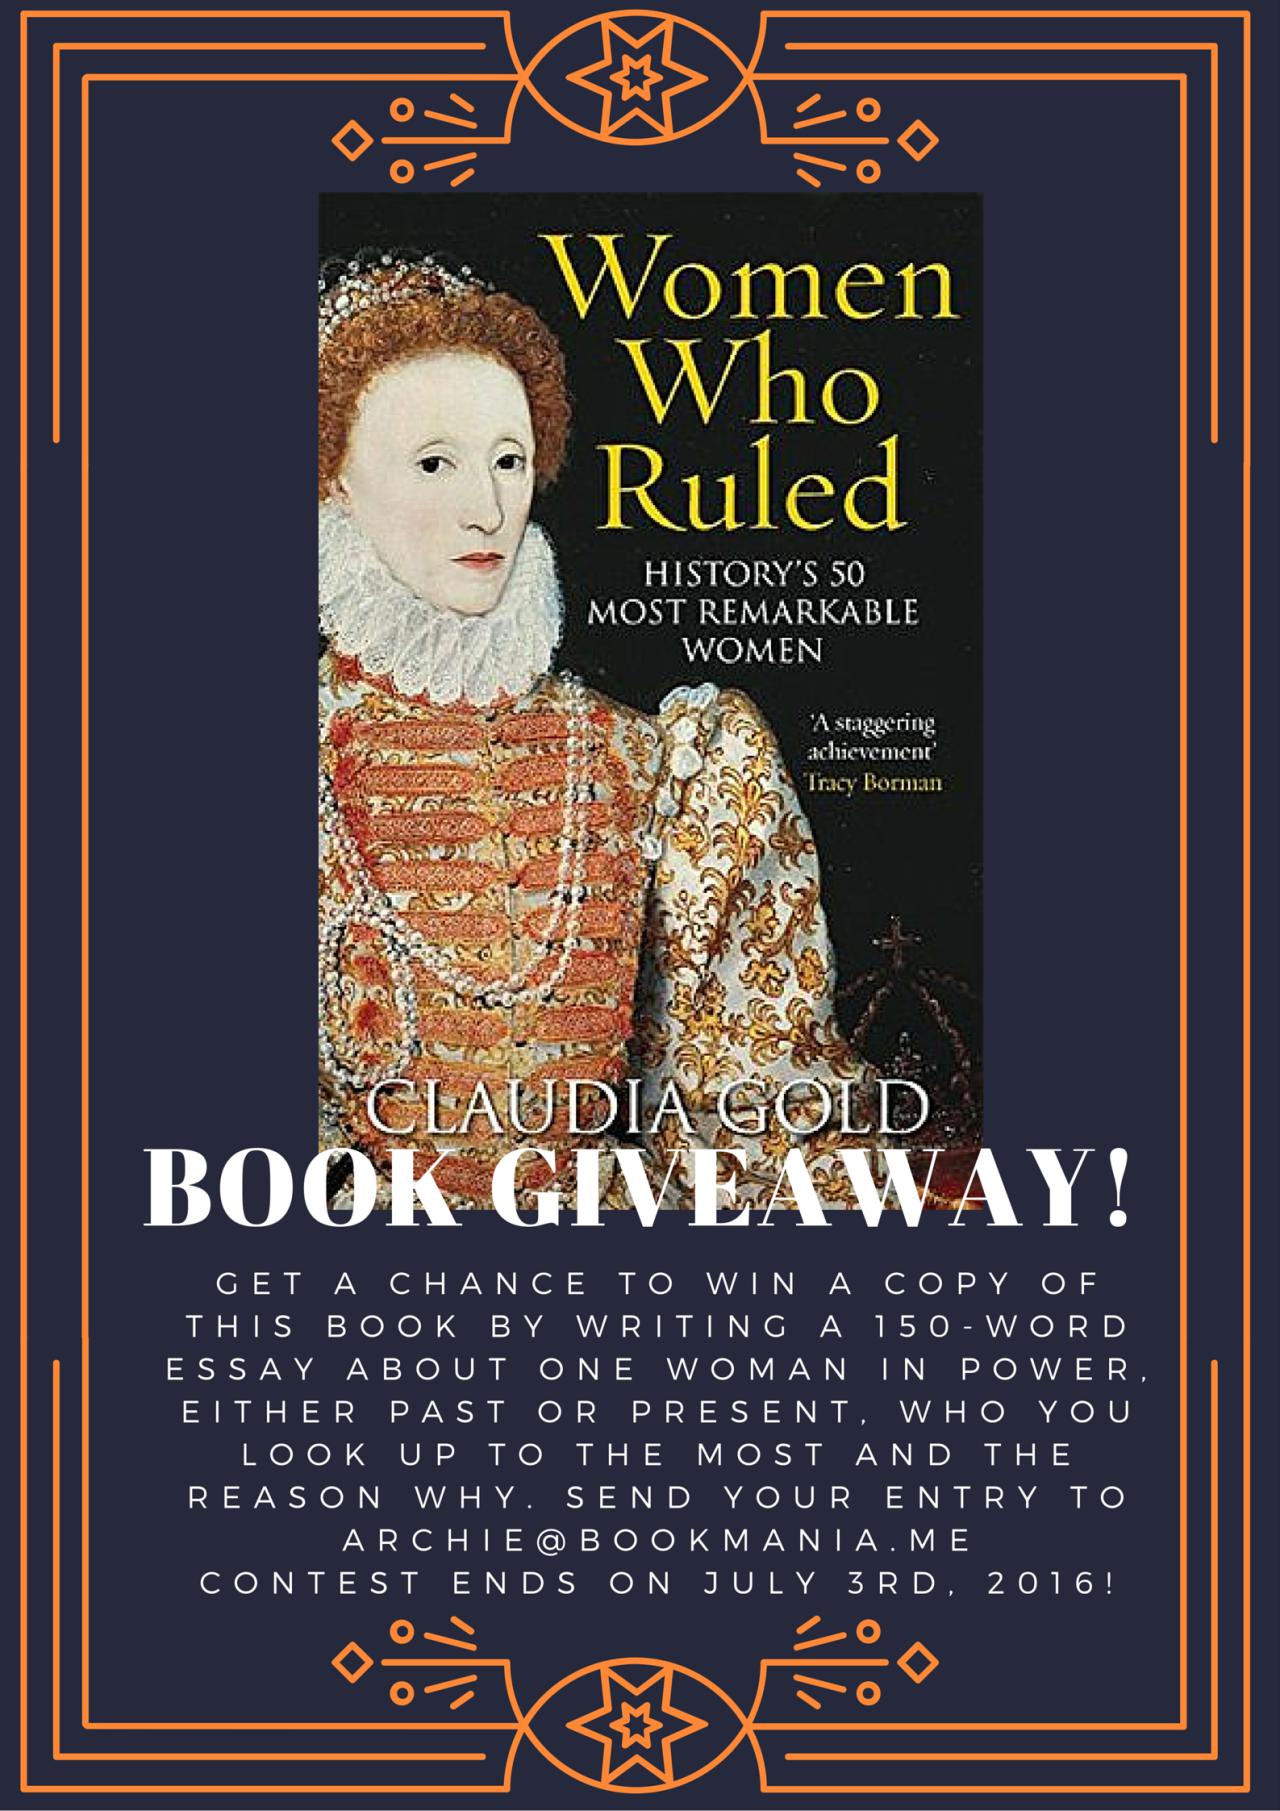 Women
Who
Ruled
HISTORY'S 50
MOST REMARKABLE
WOMEN
'A staggering
achievement'
Tracy Borman
CLAUDIA GOLD
BOOK GIVEAWAY!
GET A CHANCE TO WIN A COPY OF
THIS BOOK BY WRITING A 150-WORD
ESSAY ABOUT ONE WOMAN IN POWER,
EITHER PAST OR PRESENT, WHO YOU
LOOK UP TO THE MOST AND THE
REASON WHY. SEND YOUR ENTRY TO
ARCHIE@BOOKMANIA.ME
CONTEST ENDS ON JULY 3RD, 2016!